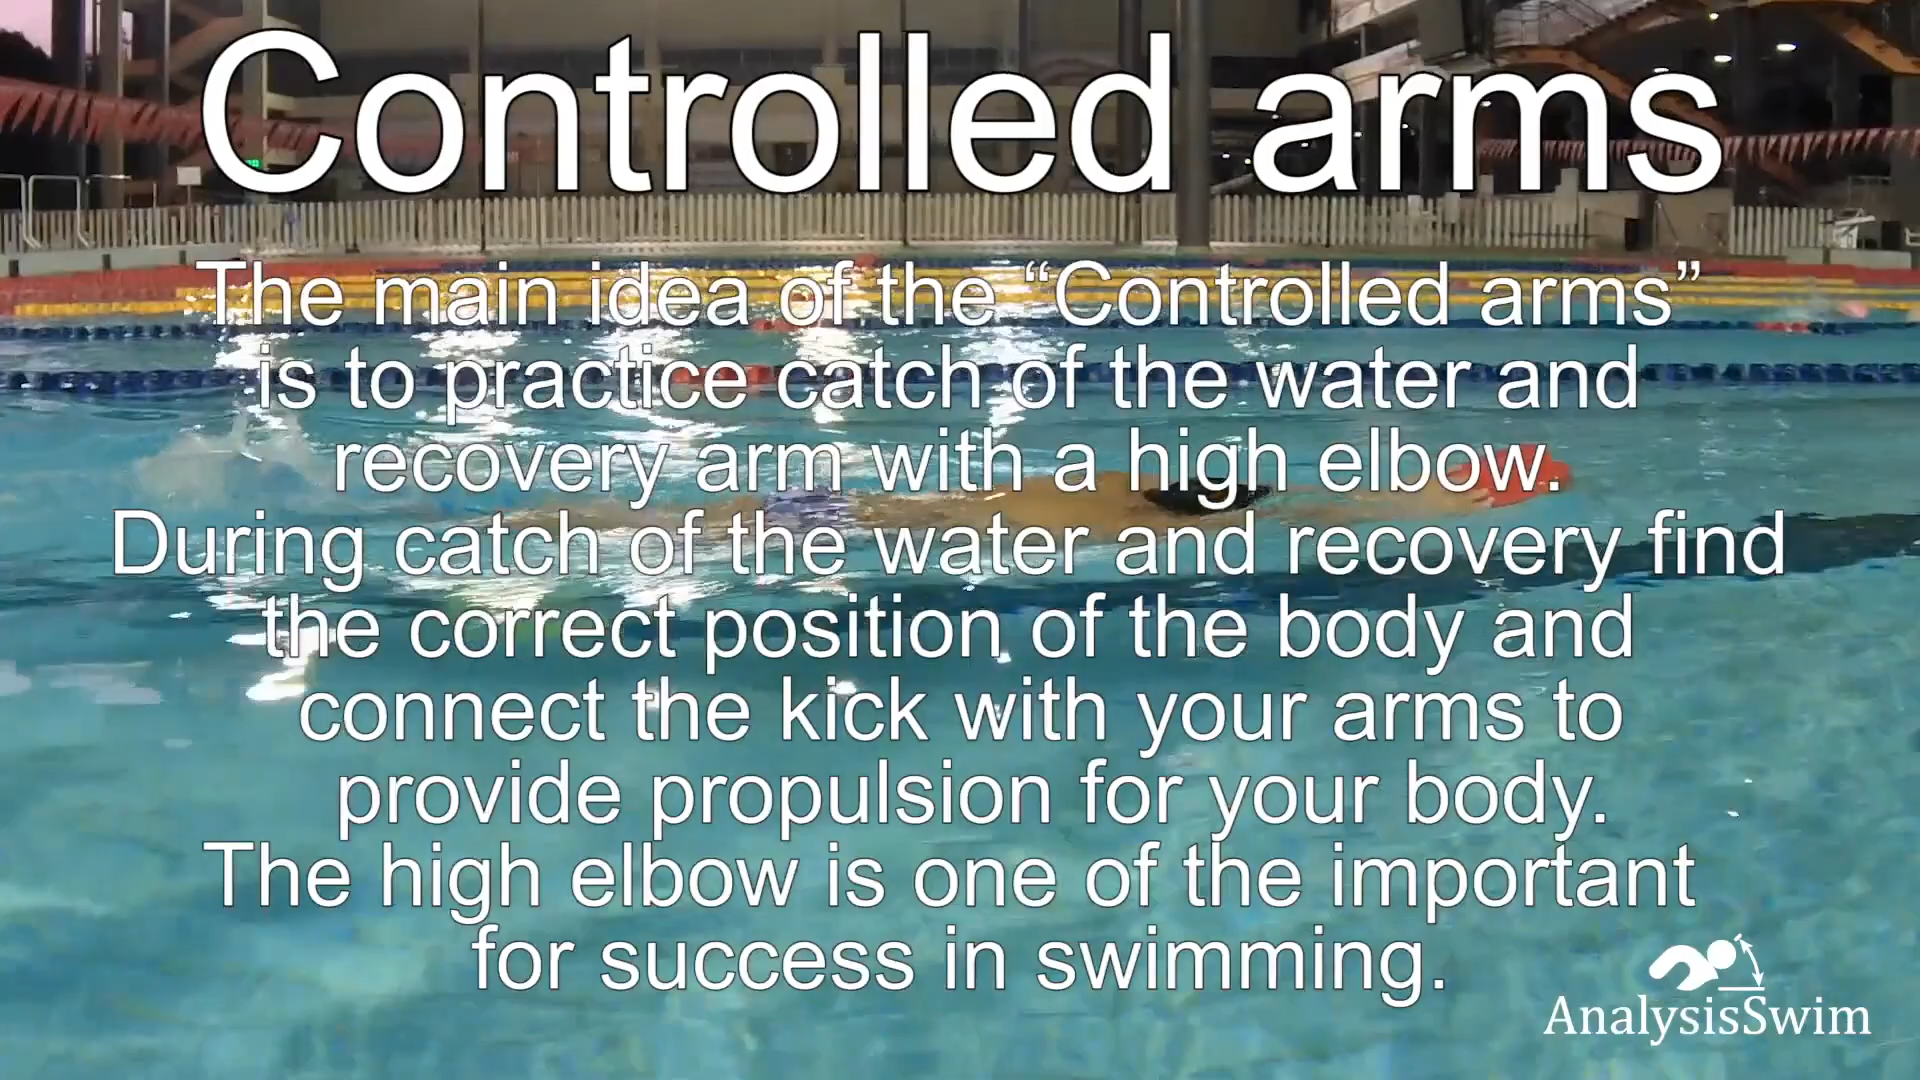 Controlled arms
The main idea of the “Controlled arms”
is to practice catch of the water and
recovery arm with a high elbow.
During catch of the water and recovery find
the correct position of the body and
connect the kick with your arms to
provide propulsion for your body.
The high elbow is one of the important
for success in swimming.
AnalysisSwim